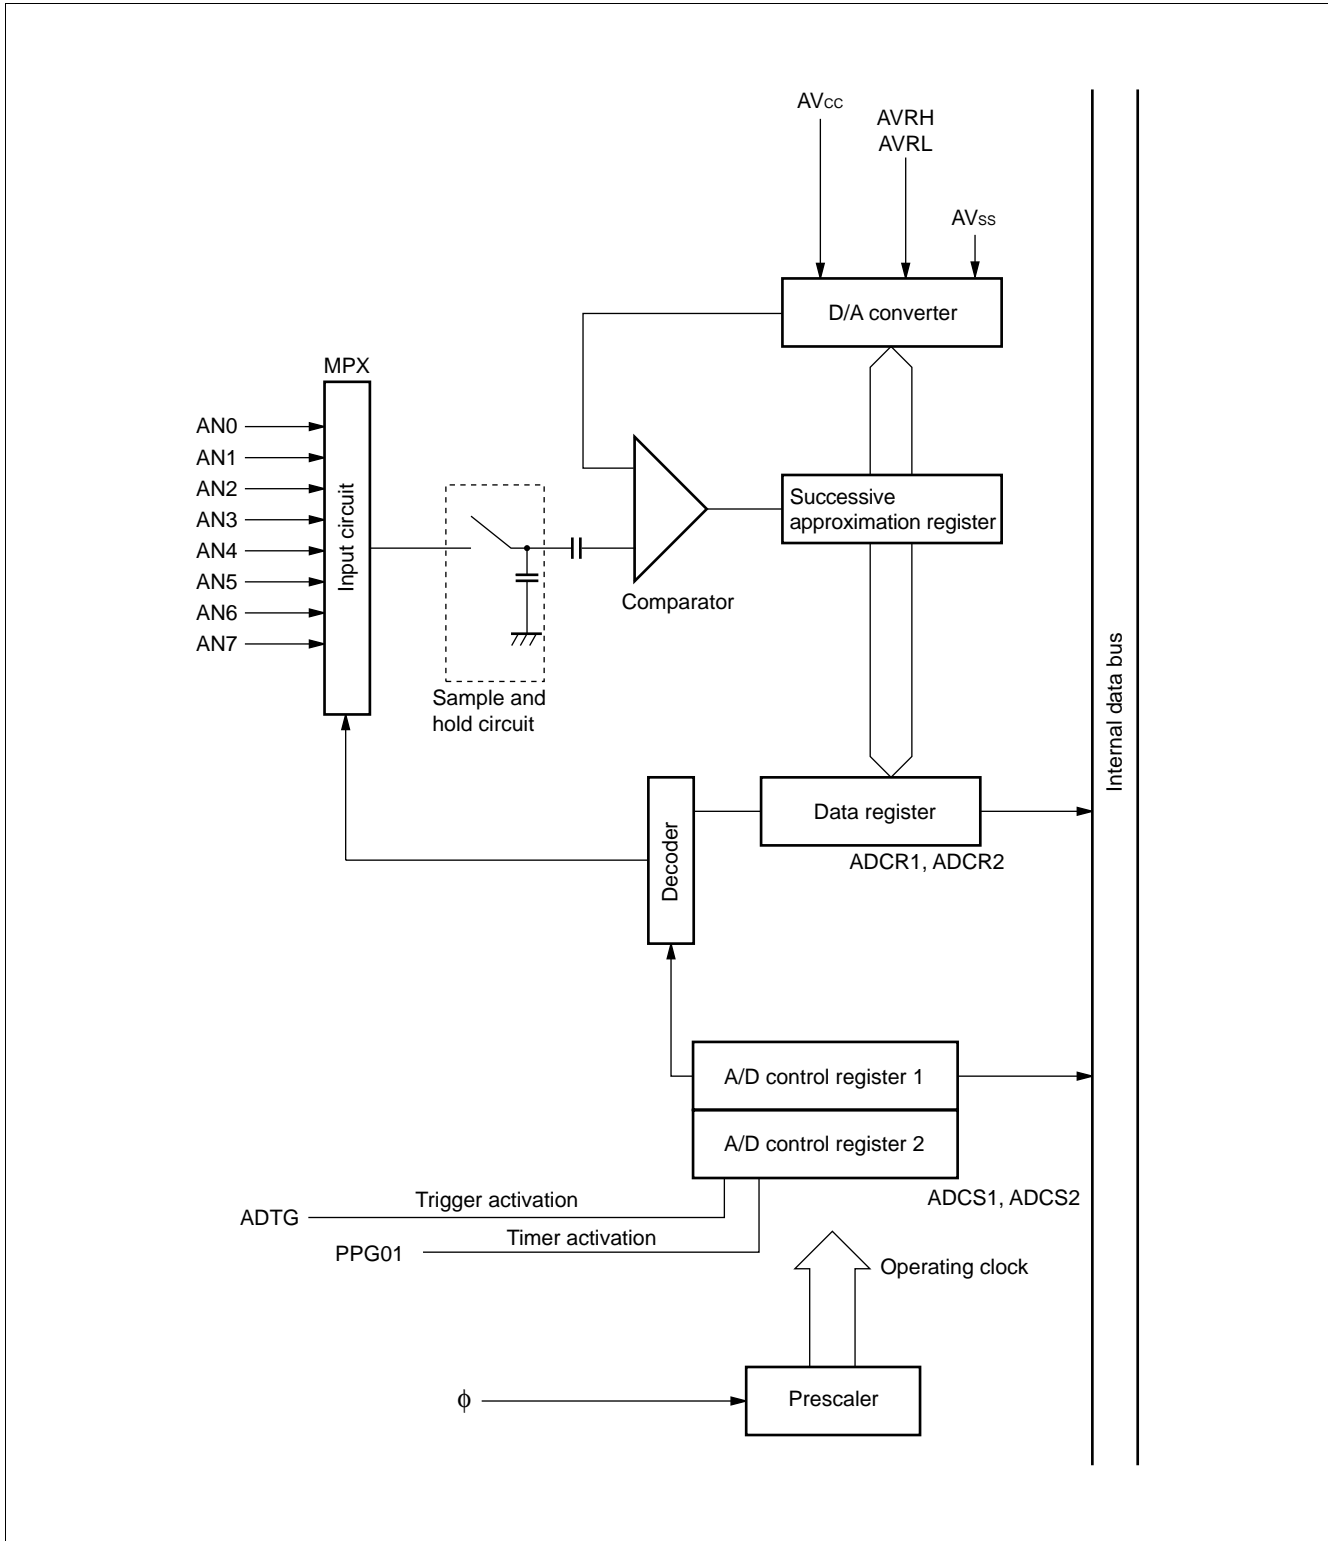 AVCC
AVRH
AVRL
AVSS
D/A converter
MPX
AN0
AN1
AN2
AN3
AN4
AN5
AN6
AN7
Input circuit
Successive
approximation register
Comparator
Sample and
hold circuit
Internal data bus
Data register
ADCR1, ADCR2
Decoder
A/D control register 1
A/D control register 2
ADCS1, ADCS2
Trigger activation
ADTG
Timer activation
PPG01
Operating clock
Prescaler
ϕ